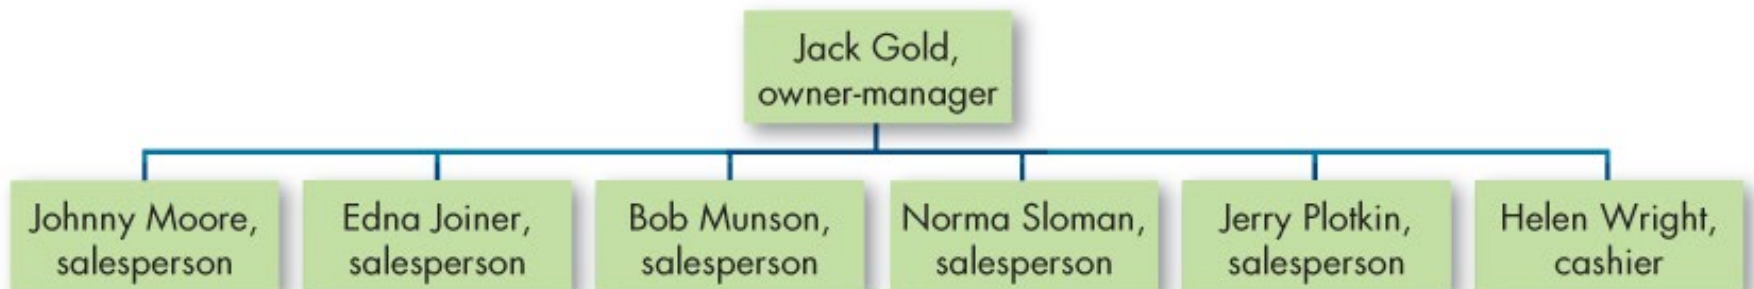 Jack Gold,
owner-manager
Johnny Moore,
salesperson
Edna Joiner,
salesperson
Bob Munson,
salesperson
Norma Sloman,
salesperson
Jerry Plotkin,
salesperson
Helen Wright,
cashier